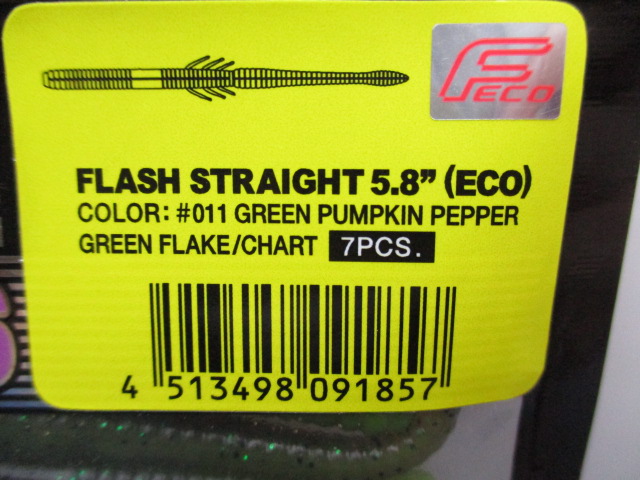 FECO
FLASH STRAIGHT 5.8” (ECO)
COLOR: #011 GREEN PUMPKIN PEPPER
GREEN FLAKE/CHART 7PCS.
4 513498 091857